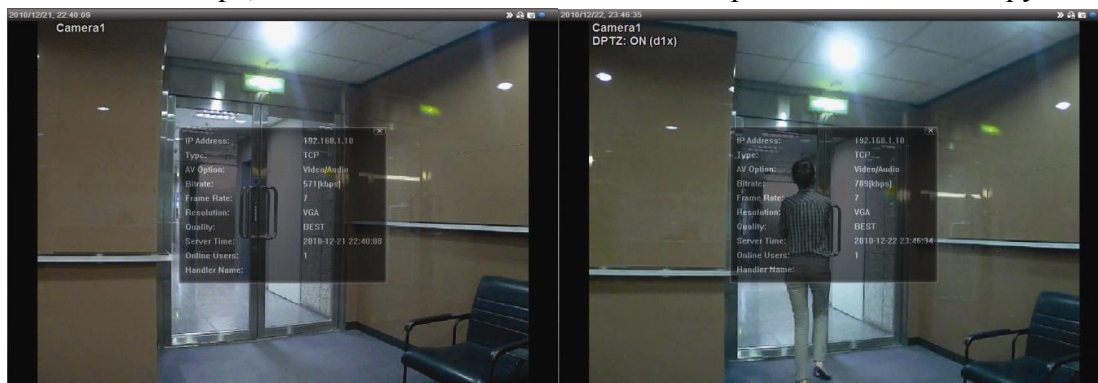 2010/12/21, 22:40:09
Camera1
IP Address: 192.168.1.10
Type: TCP
AV Option: Video/Audio
Bitrate: 571[kbps]
Frame Rate: 7
Resolution: VGA
Quality: BEST
Server Time: 2010-12-21 22:40:08
Online Users: 1
Handler Name:
2010/12/22, 23:46:35
Camera1
DPTZ: ON (d1x)
IP Address: 192.168.1.10
Type: TCP
AV Option: Video/Audio
Bitrate: 789[kbps]
Frame Rate: 7
Resolution: VGA
Quality: BEST
Server Time: 2010-12-22 23:46:34
Online Users: 1
Handler Name: